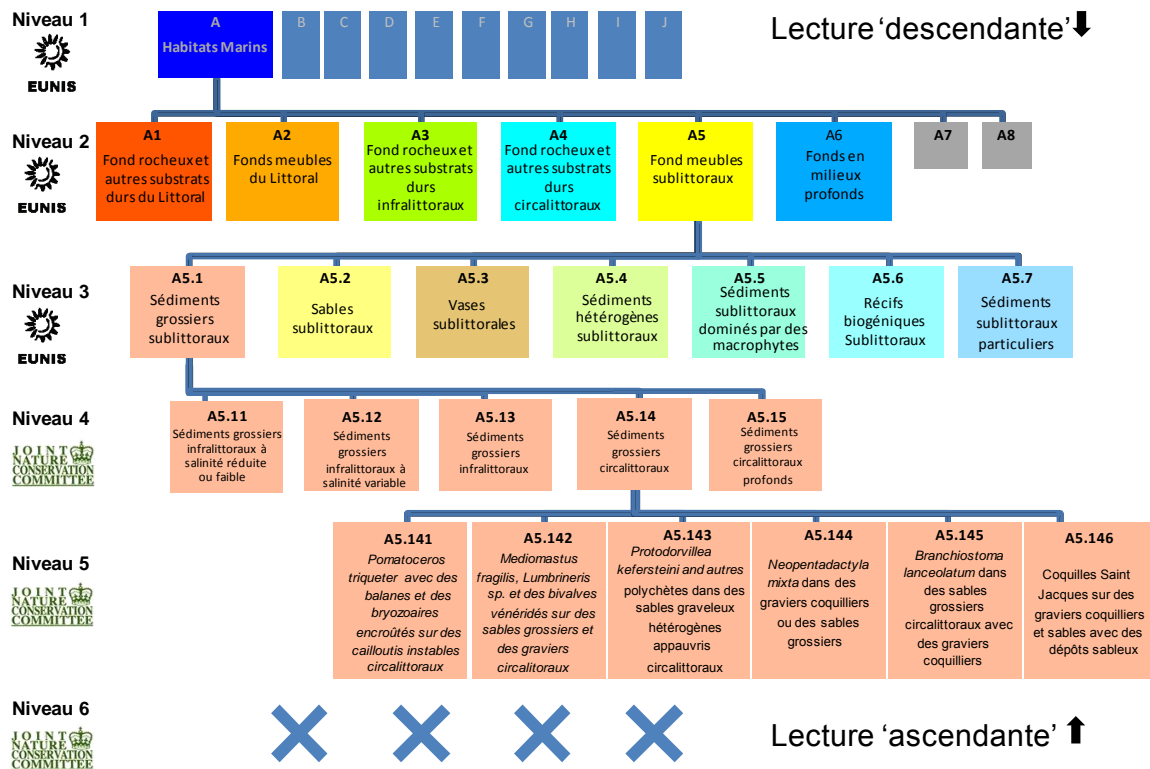 Niveau 1
EUNIS
A
Habitats Marins
B
C
D
E
F
G
H
I
J
Lecture ‘descendante’
Niveau 2
EUNIS
A1
Fond rocheux et
autres substrats
durs du Littoral
A2
Fonds meubles
du Littoral
A3
Fond rocheux et
autres substrats
durs
infralittoraux
A4
Fond rocheux et
autres substrats
durs
circalittoraux
A5
Fond meubles
sublittoraux
A6
Fonds en
milieux
profonds
A7
A8
Niveau 3
EUNIS
A5.1
Sédiments
grossiers
sublittoraux
A5.2
Sables
sublittoraux
A5.3
Vases
sublittorales
A5.4
Sédiments
hétérogènes
sublittoraux
A5.5
Sédiments
sublittoraux
dominés par des
macrophytes
A5.6
Récifs
biogéniques
Sublittoraux
A5.7
Sédiments
sublittoraux
particuliers
Niveau 4
JOINT
NATURE
CONSERVATION
COMMITTEE
A5.11
Sédiments grossiers
infralittoraux à
salinité réduite
ou faible
A5.12
Sédiments
grossiers
infralittoraux à
salinité variable
A5.13
Sédiments
grossiers
infralittoraux
A5.14
Sédiments
grossiers
circalittoraux
A5.15
Sédiments
grossiers
circalittoraux
profonds
Niveau 5
JOINT
NATURE
CONSERVATION
COMMITTEE
A5.141
Pomatoceros
triqueter avec des
balanes et des
bryozoaires
encroûtés sur des
cailloutis instables
circalittoraux
A5.142
Mediomastus
fragilis, Lumbrineris
sp. et des bivalves
vénéridés sur des
sables grossiers et
des graviers
circalitoraux
A5.143
Protodorvillea
kefersteini and autres
polychètes dans des
sables graveleux
hétérogènes
appauvris
circalittoraux
A5.144
Neopentadactyla
mixta dans des
graviers coquilliers
ou des sables
grossiers
A5.145
Branchiostoma
lanceolatum dans
des sables
grossiers
circalittoraux avec
des graviers
coquilliers
A5.146
Coquilles Saint
Jacques sur des
graviers coquilliers
et sables avec des
dépôts sableux
Niveau 6
JOINT
NATURE
CONSERVATION
COMMITTEE
Lecture ‘ascendante’